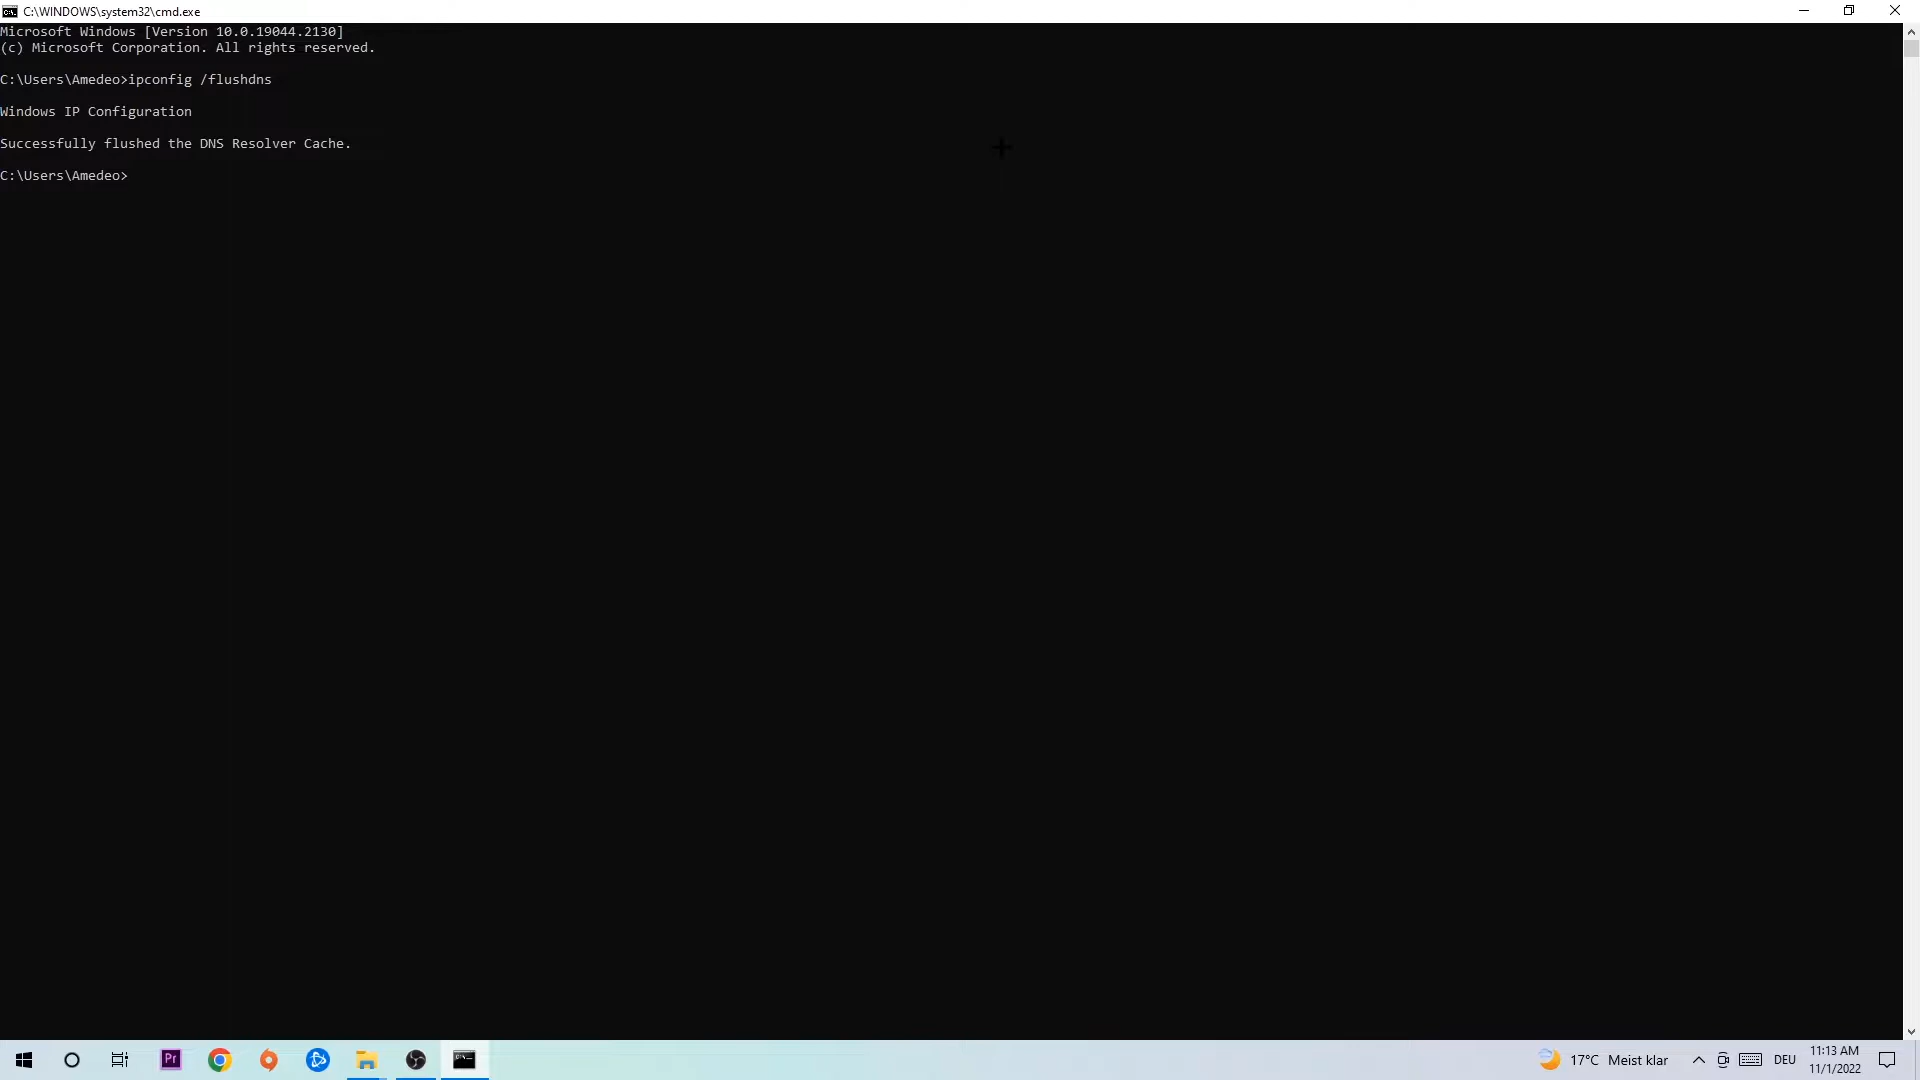 C:\WINDOWS\system32\cmd.exe
Microsoft Windows [Version 10.0.19044.2130]
(c) Microsoft Corporation. All rights reserved.
C:\Users\Amedeo>ipconfig /flushdns
Windows IP Configuration
Successfully flushed the DNS Resolver Cache.
C:\Users\Amedeo>
Pr
17°C Meist klar
DEU
11:13 AM
11/1/2022